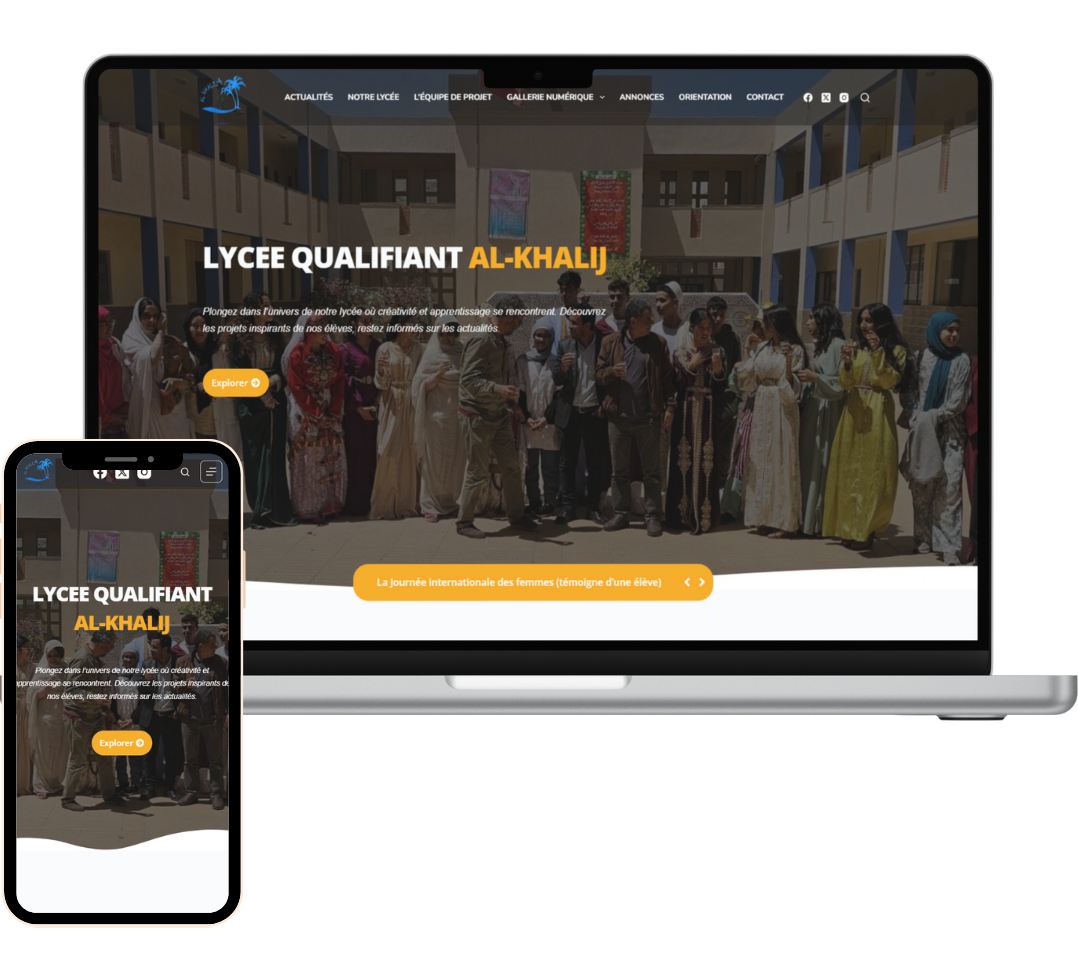 ACTUALITÉS NOTRE LYCÉE L'ÉQUIPE DE PROJET GALLERIE NUMÉRIQUE ANNONCES ORIENTATION CONTACT
LYCEE QUALIFIANT AL-KHALIJ
Plongez dans l'univers de notre lycée où créativité et apprentissage se rencontrent. Découvrez
les projets inspirants de nos élèves, restez informés sur les actualités.
Explorer
La Journée internationale des femmes (témoigne d'une élève)
LYCEE QUALIFIANT
AL-KHALIJ
Plongez dans l'univers de notre lycée où créativité et
pprentissage se rencontrent. Découvrez les projets inspirants de
nos élèves, restez informés sur les actualités.
Explorer